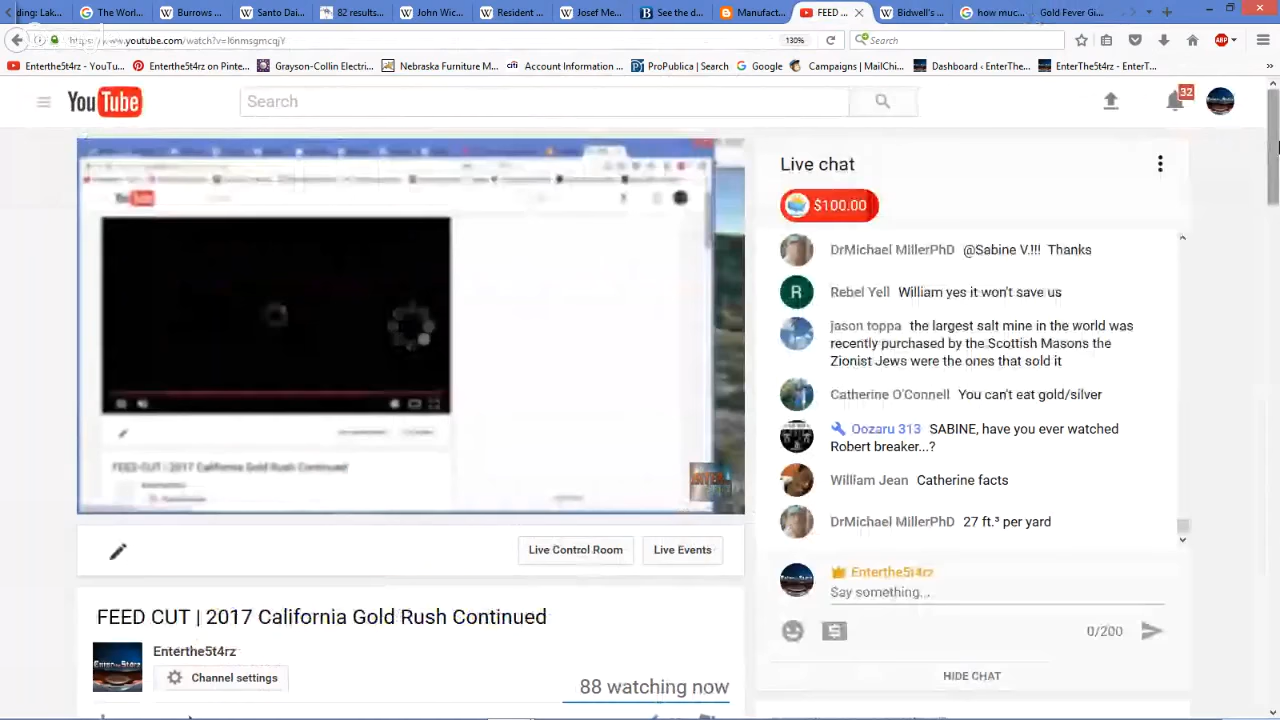 ing: Lak...
The Worl...
Burrows ...
Santo Dai...
82 results...
John Wic...
Resident ...
Josef Me...
See the d...
Manufact...
FEED ...
Bidwell's ...
how muc...
Gold Fever Gi...
https://www.youtube.com/watch?v=l6nmsgmcqjY
130%
Search
Enterthe5t4rz - YouTu...
Enterthe5t4rz on Pinte...
Grayson-Collin Electri...
Nebraska Furniture M...
Account Information ...
ProPublica | Search
Google
Campaigns | MailChi...
Dashboard ‹ EnterThe...
EnterThe5t4rz - EnterT...
YouTube
Search
32
Live chat
$100.00
DrMichael MillerPhD @Sabine V.!!! Thanks
Rebel Yell William yes it won't save us
jason toppa the largest salt mine in the world was
recently purchased by the Scottish Masons the
Zionist Jews were the ones that sold it
Catherine O'Connell You can't eat gold/silver
Oozaru 313 SABINE, have you ever watched
Robert breaker...?
William Jean Catherine facts
DrMichael MillerPhD 27 ft.³ per yard
Enterthe5t4rz
Say something...
0/200
HIDE CHAT
FEED CUT | 2017 California Gold Rush Continued
Live Control Room
Live Events
FEED CUT | 2017 California Gold Rush Continued
Enterthe5t4rz
Channel settings
88 watching now